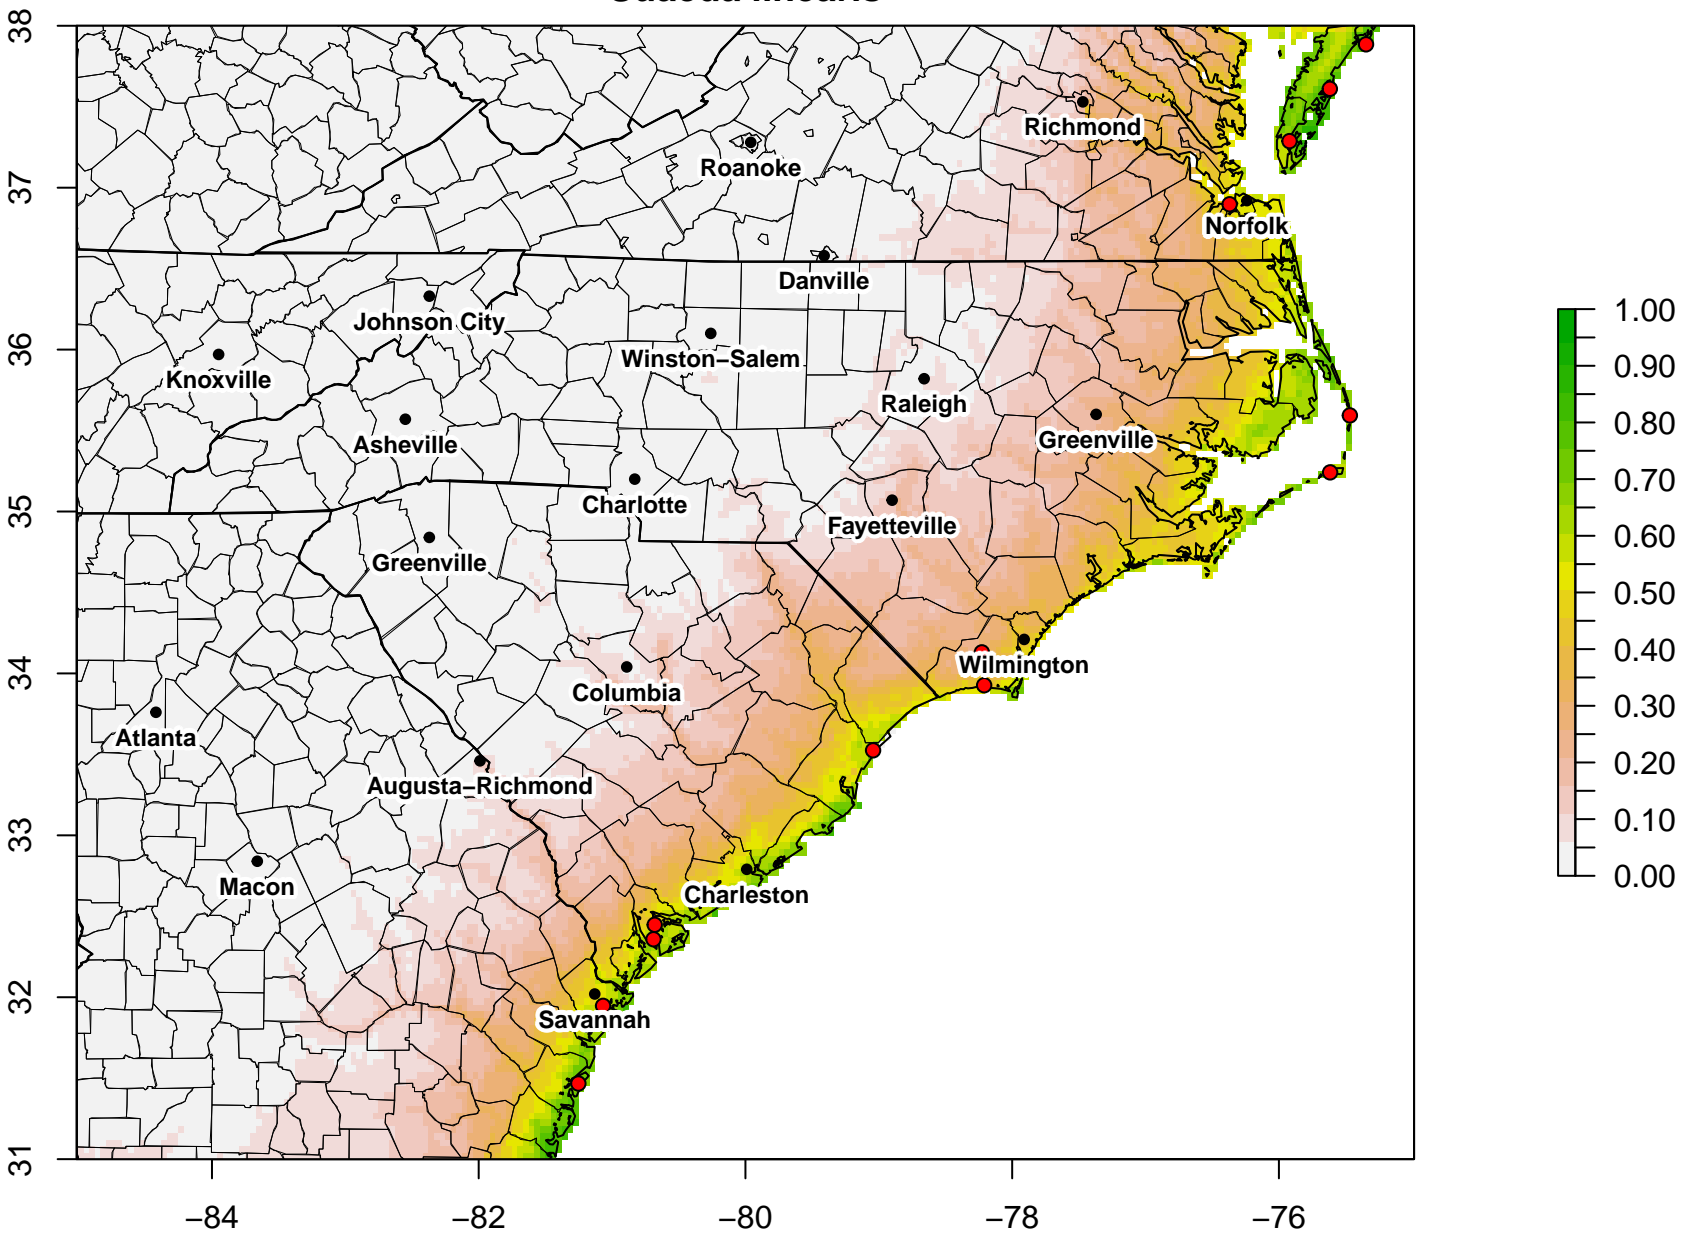 38
37
36
35
34
33
32
31
−84
−82
−80
−78
−76
Richmond
Roanoke
Norfolk
Danville
Johnson City
Winston−Salem
Knoxville
Raleigh
Asheville
Greenville
Charlotte
Fayetteville
Greenville
Wilmington
Columbia
Atlanta
Augusta−Richmond
Macon
Charleston
Savannah
1.00
0.90
0.80
0.70
0.60
0.50
0.40
0.30
0.20
0.10
0.00